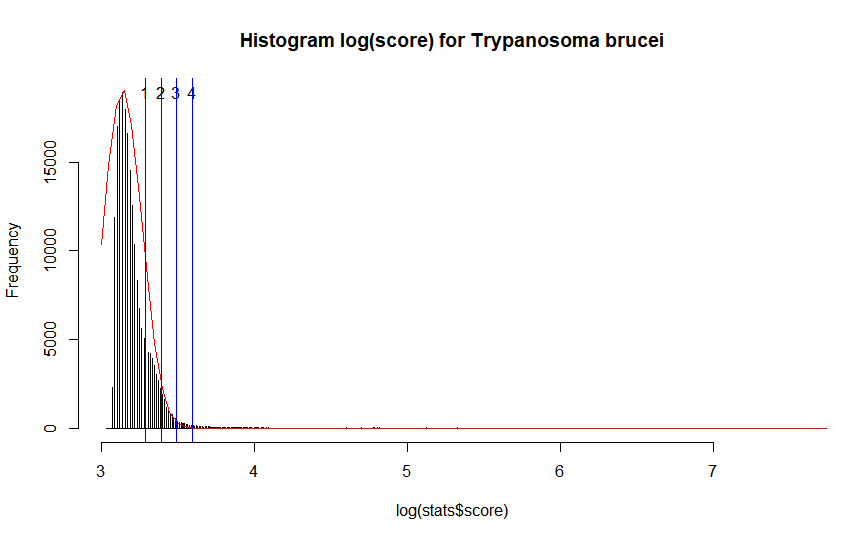 Histogram log(score) for Trypanosoma brucei
1 2 3 4
Frequency
15000
10000
5000
0
3 4 5 6 7
log(stats$score)